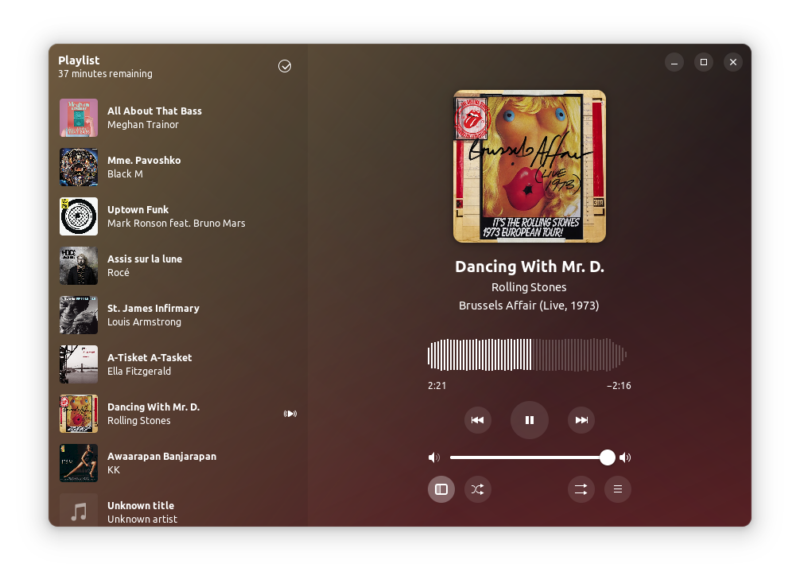 Playlist
37 minutes remaining
All About That Bass
Meghan Trainor
Mme. Pavoshko
Black M
Uptown Funk
Mark Ronson feat. Bruno Mars
Assis sur la lune
Rocé
St. James Infirmary
Louis Armstrong
A-Tisket A-Tasket
Ella Fitzgerald
Dancing With Mr. D.
Rolling Stones
Awaarapan Banjarapan
KK
Unknown title
Unknown artist
Brussels Affair
(LIVE
1973)
IT'S THE ROLLING STONES
1973 EUROPEAN TOUR!
Dancing With Mr. D.
Rolling Stones
Brussels Affair (Live, 1973)
2:21
−2:16